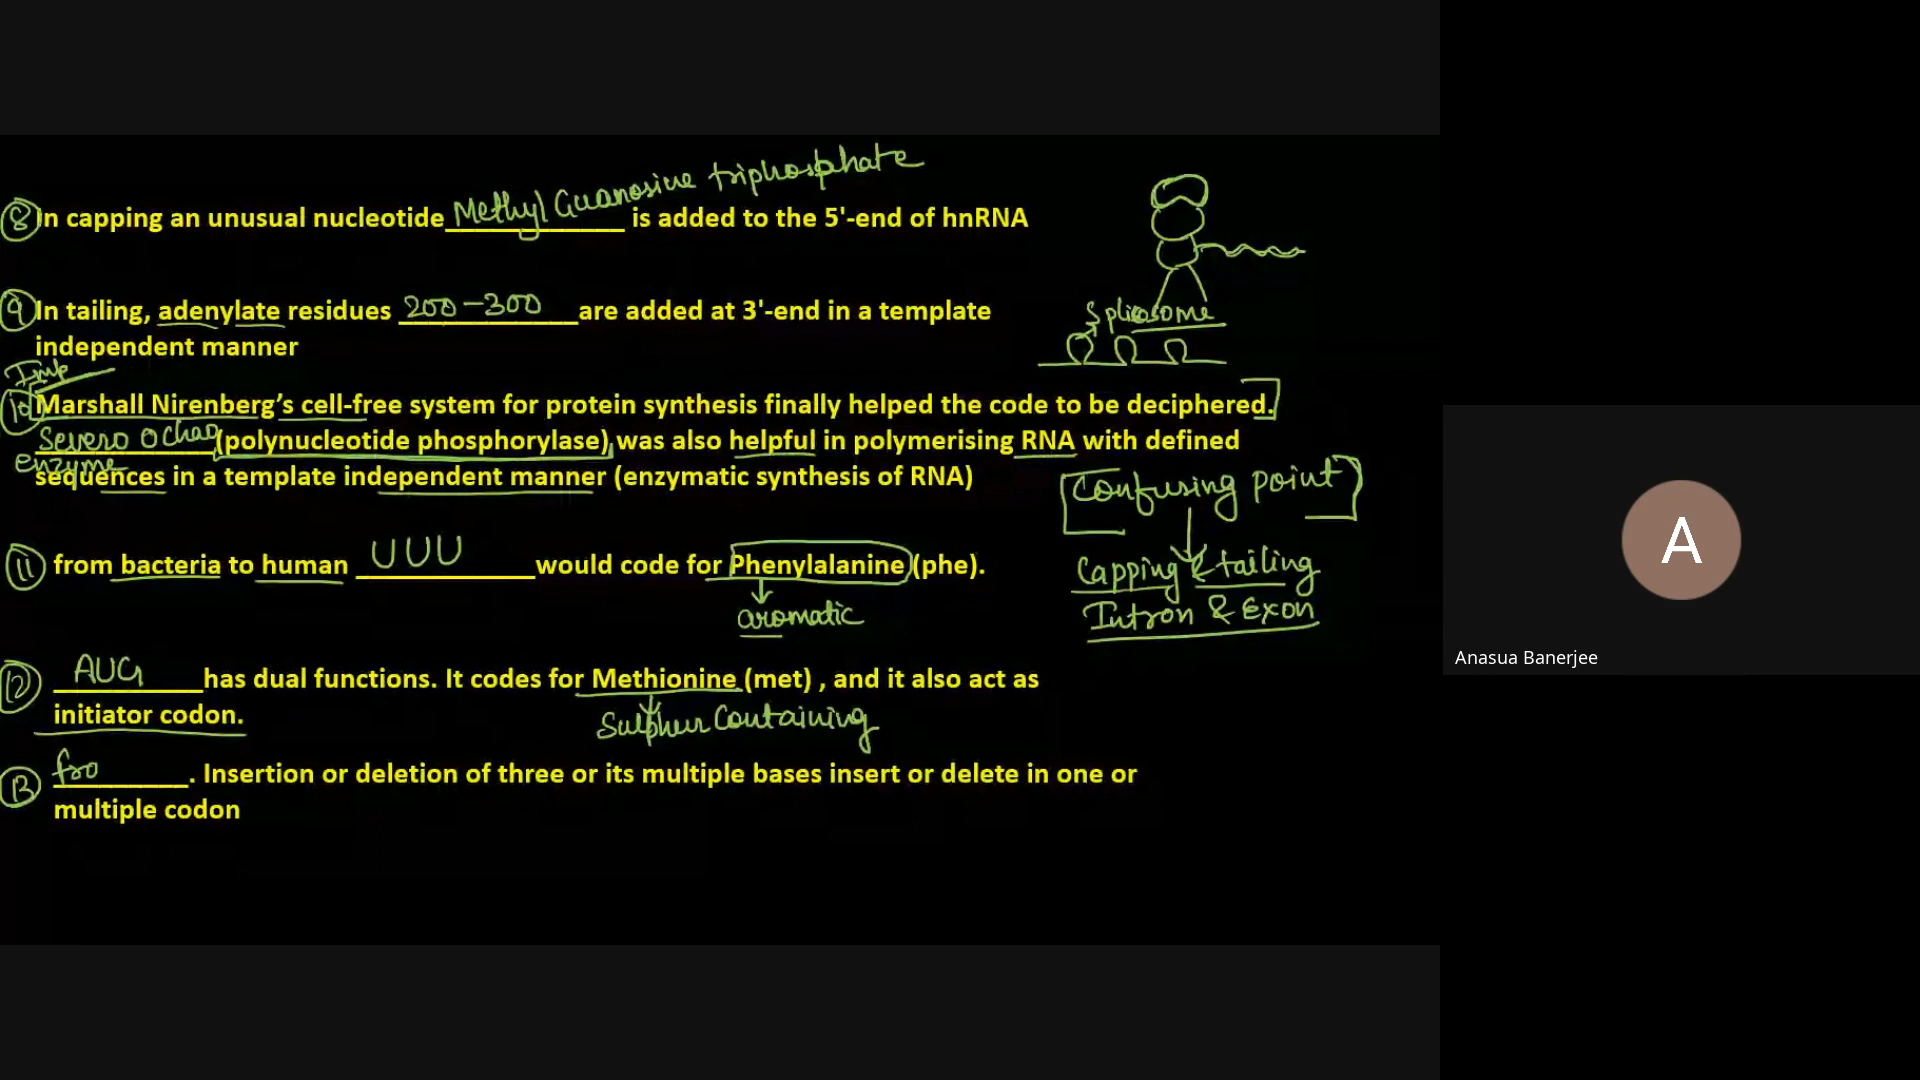 Methyl Guanosine triphosphate
8 In capping an unusual nucleotide____________ is added to the 5'-end of hnRNA
9 In tailing, adenylate residues 200-300 are added at 3'-end in a template
independent manner
Spliosome
Imp
10 Marshall Nirenberg's cell-free system for protein synthesis finally helped the code to be deciphered.
Severo Ochao (polynucleotide phosphorylase) was also helpful in polymerising RNA with defined
enzyme
sequences in a template independent manner (enzymatic synthesis of RNA)
Confusing point
11 from bacteria to human UUU would code for Phenylalanine (phe).
aromatic
Capping & tailing
Intron & Exon
AUG has dual functions. It codes for Methionine (met) , and it also act as
initiator codon.
Sulphur Containing
13 fro ________. Insertion or deletion of three or its multiple bases insert or delete in one or
multiple codon
A
Anasua Banerjee